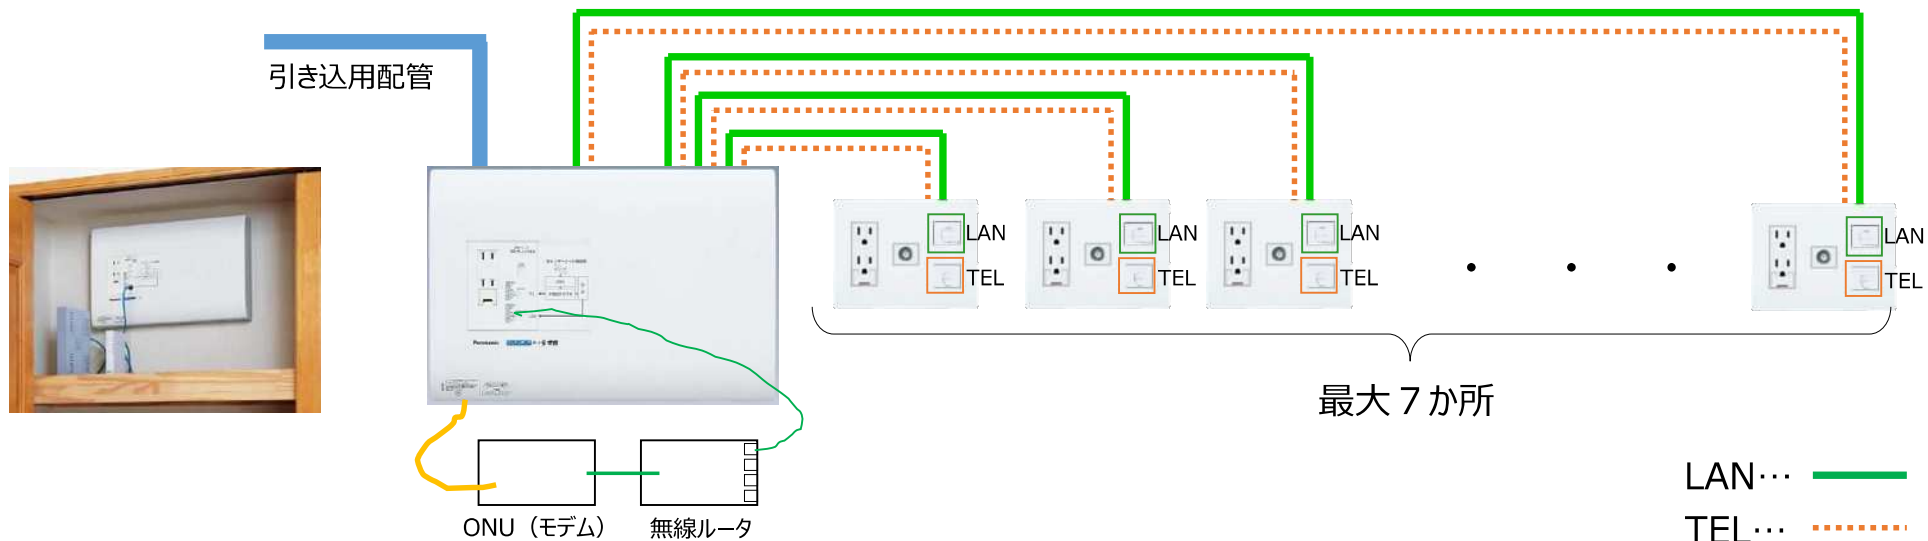 引き込用配管
LAN
TEL
LAN
TEL
LAN
TEL
LAN
TEL
・ ・ ・
Panasonic
最大７か所
ONU（モデム）
無線ルータ
LAN…
TEL…